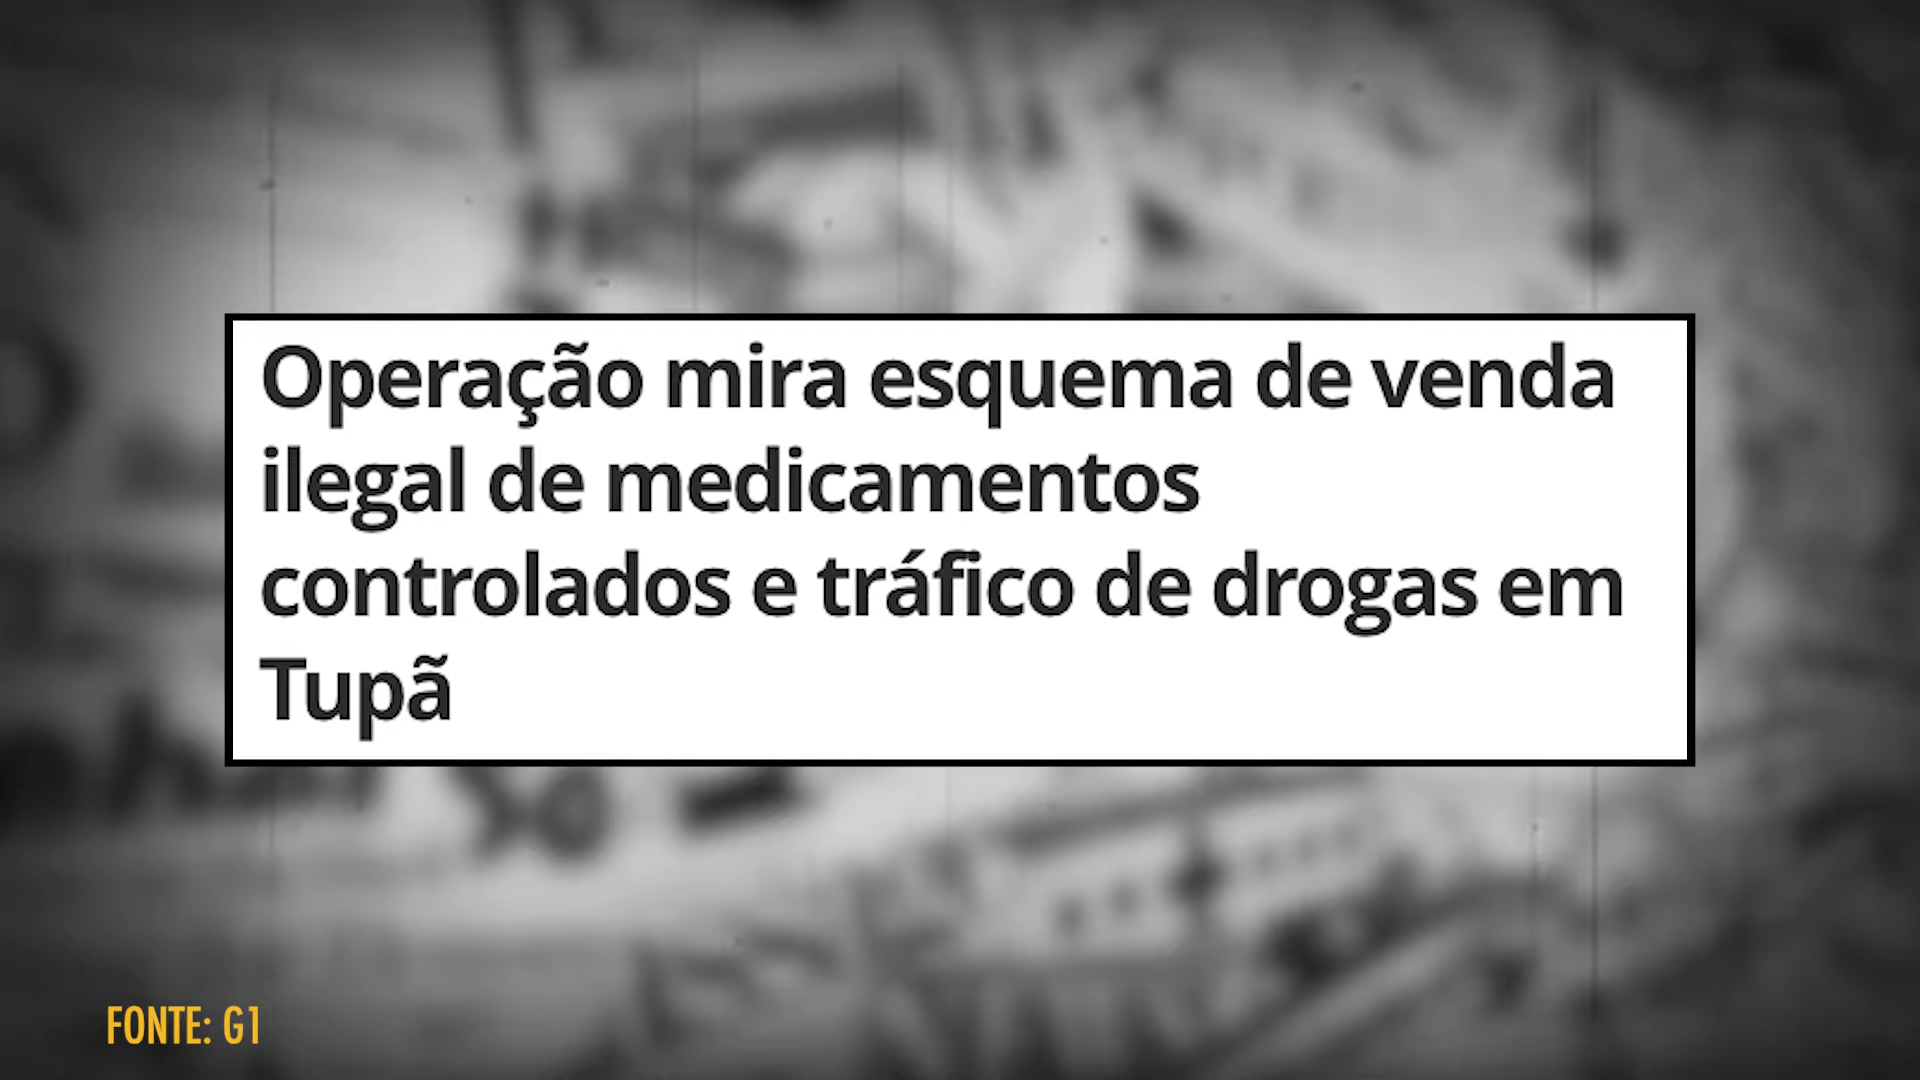 Operação mira esquema de venda
ilegal de medicamentos
controlados e tráfico de drogas em
Tupã
FONTE: G1